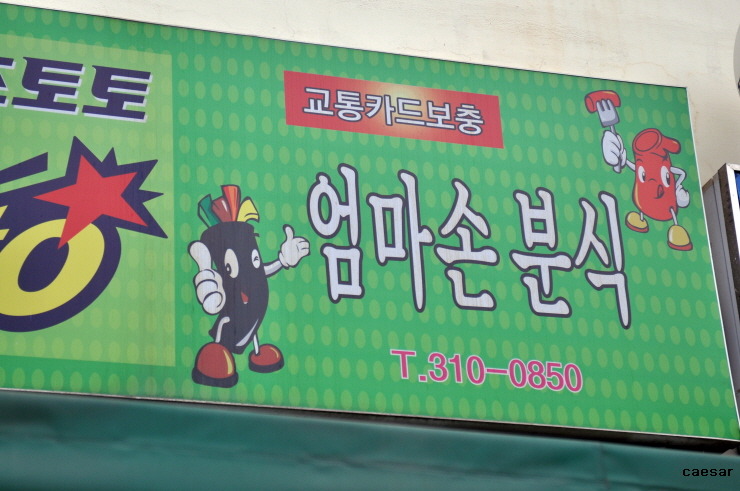 토토
교통카드보충
엄마손 분식
T.310-0850
caesar